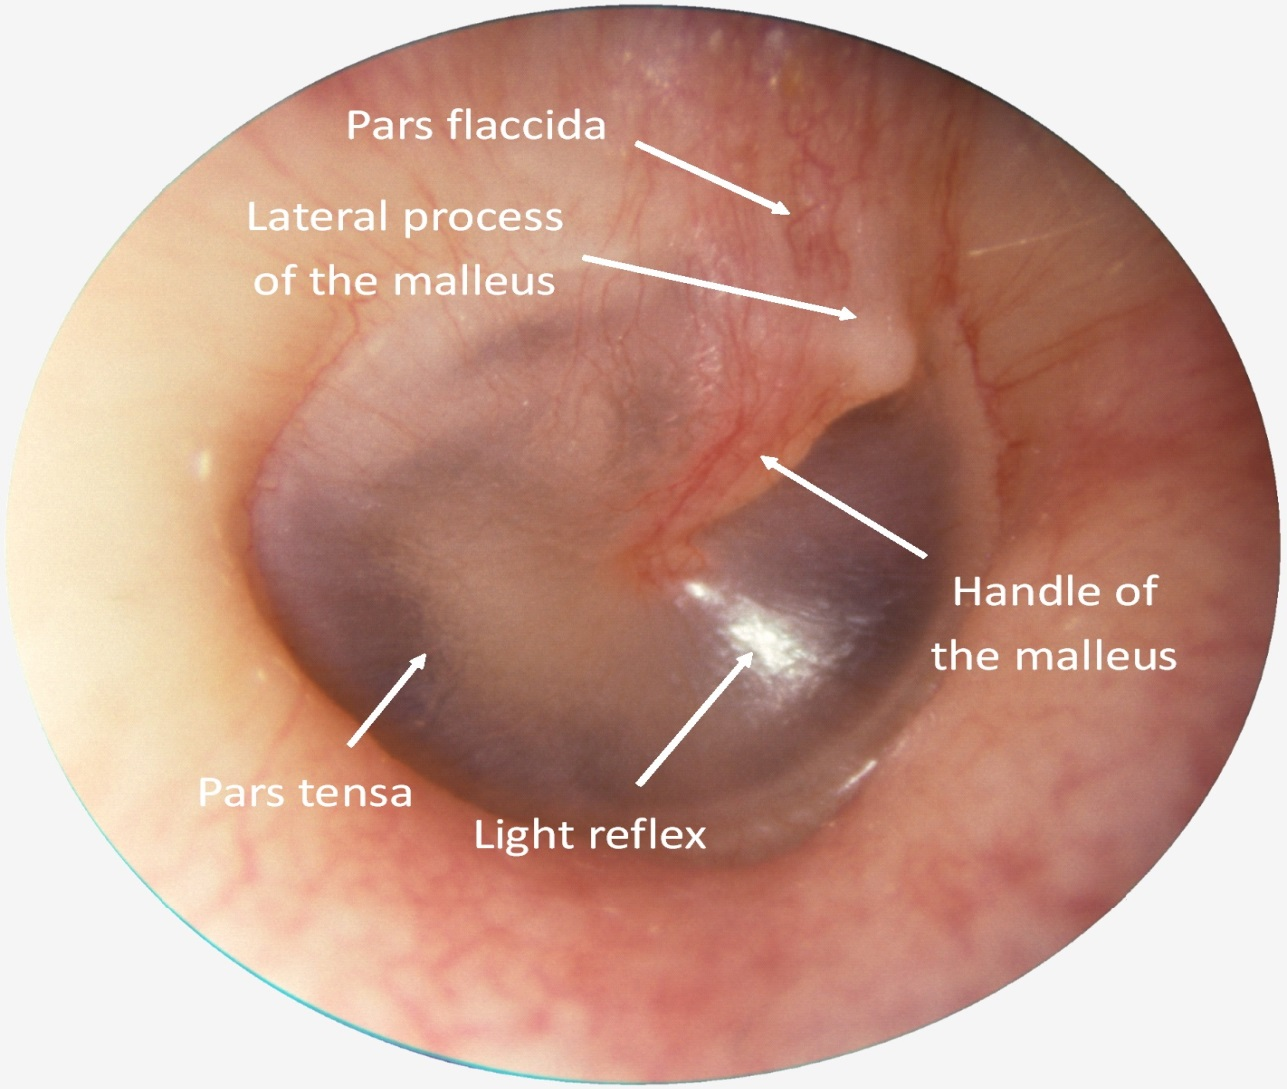 Pars flaccida
Lateral process
of the malleus
Handle of
the malleus
Pars tensa
Light reflex